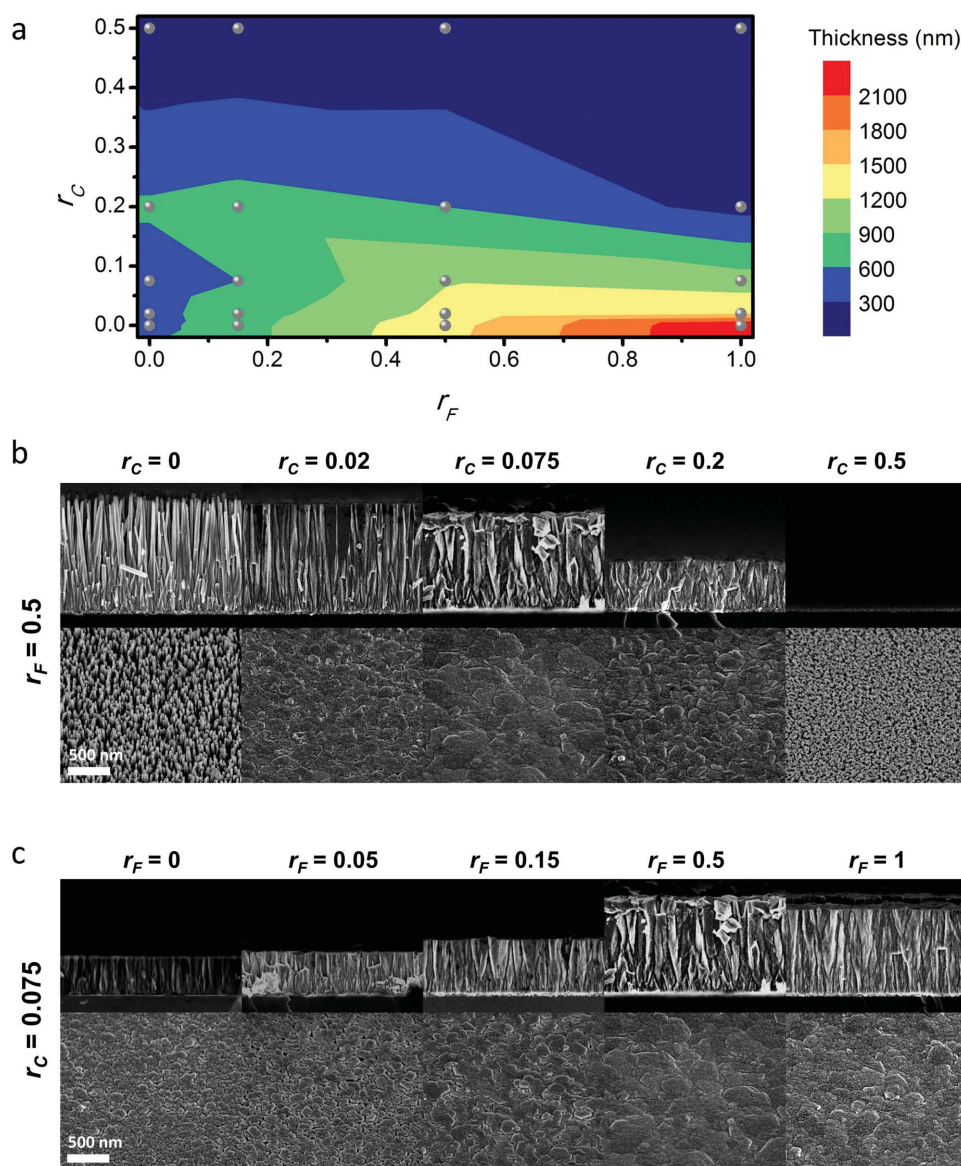 a
Thickness (nm)
2100
1800
1500
1200
900
600
300
0.5
0.4
0.3
0.2
0.1
0.0
r_C
0.0 0.2 0.4 0.6 0.8 1.0
r_F
b
r_C = 0 r_C = 0.02 r_C = 0.075 r_C = 0.2 r_C = 0.5
r_F = 0.5
500 nm
c
r_F = 0 r_F = 0.05 r_F = 0.15 r_F = 0.5 r_F = 1
r_C = 0.075
500 nm